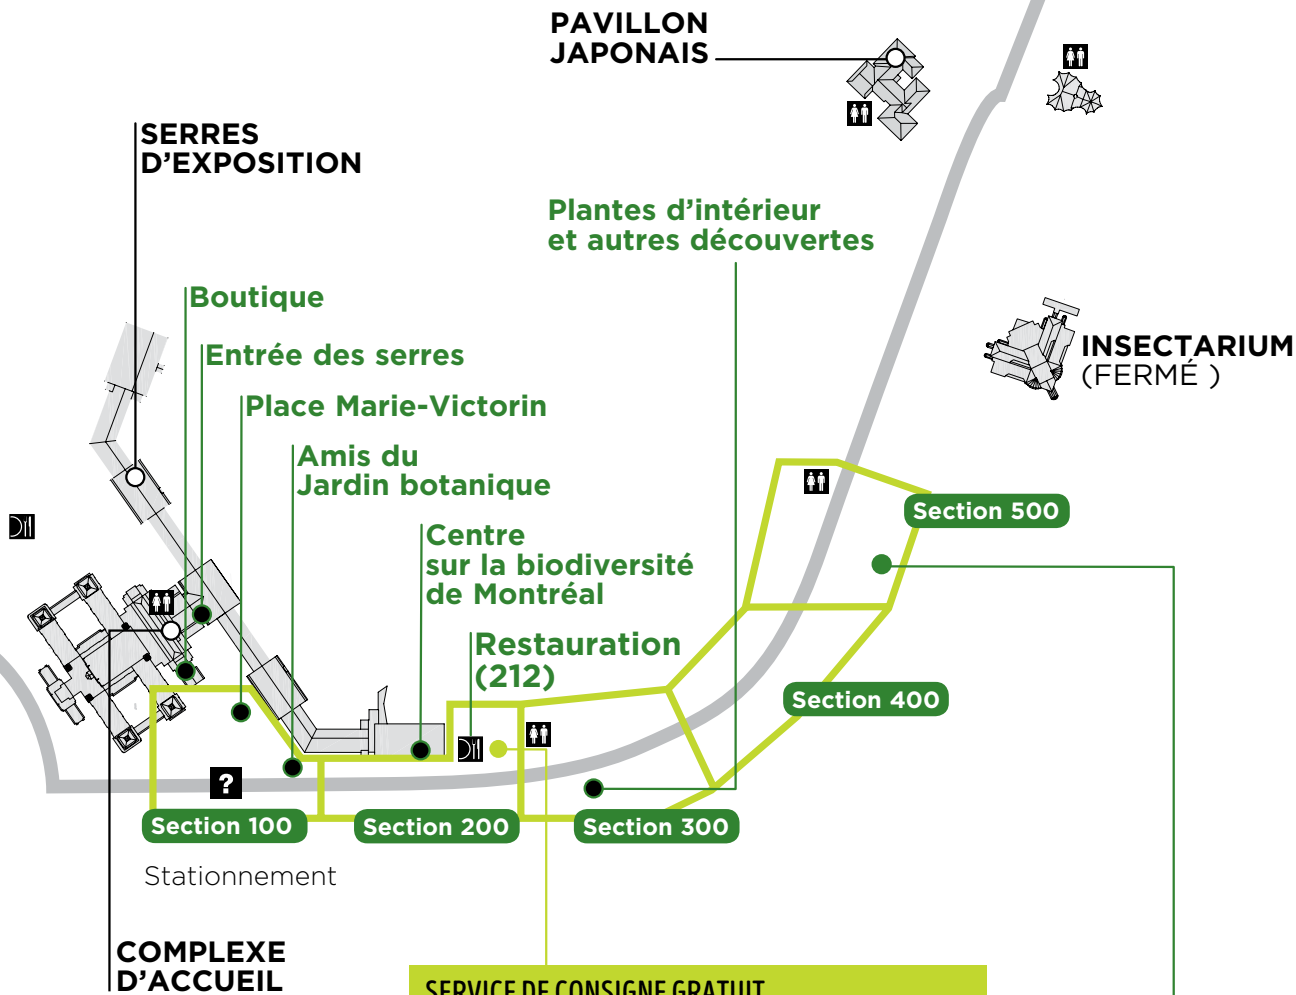 PAVILLON
JAPONAIS
SERRES
D'EXPOSITION
Plantes d'intérieur
et autres découvertes
Boutique
Entrée des serres
INSECTARIUM
(FERMÉ )
Place Marie-Victorin
Amis du
Jardin botanique
Section 500
Centre
sur la biodiversité
de Montréal
Restauration
(212)
Section 400
?
Section 100
Section 200
Section 300
Stationnement
COMPLEXE
D'ACCUEIL
SERVICE DE CONSIGNE GRATUIT